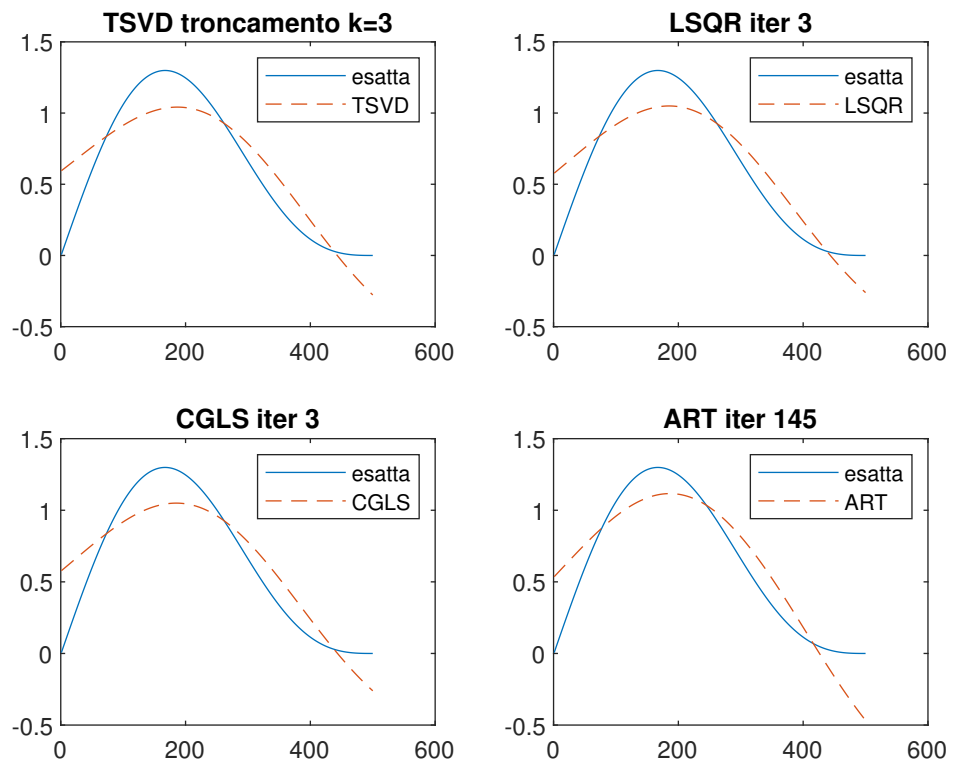 TSVD troncamento k=3
1.5
1
0.5
0
-0.5
0 200 400 600
esatta
TSVD
LSQR iter 3
1.5
1
0.5
0
-0.5
0 200 400 600
esatta
LSQR
CGLS iter 3
1.5
1
0.5
0
-0.5
0 200 400 600
esatta
CGLS
ART iter 145
1.5
1
0.5
0
-0.5
0 200 400 600
esatta
ART